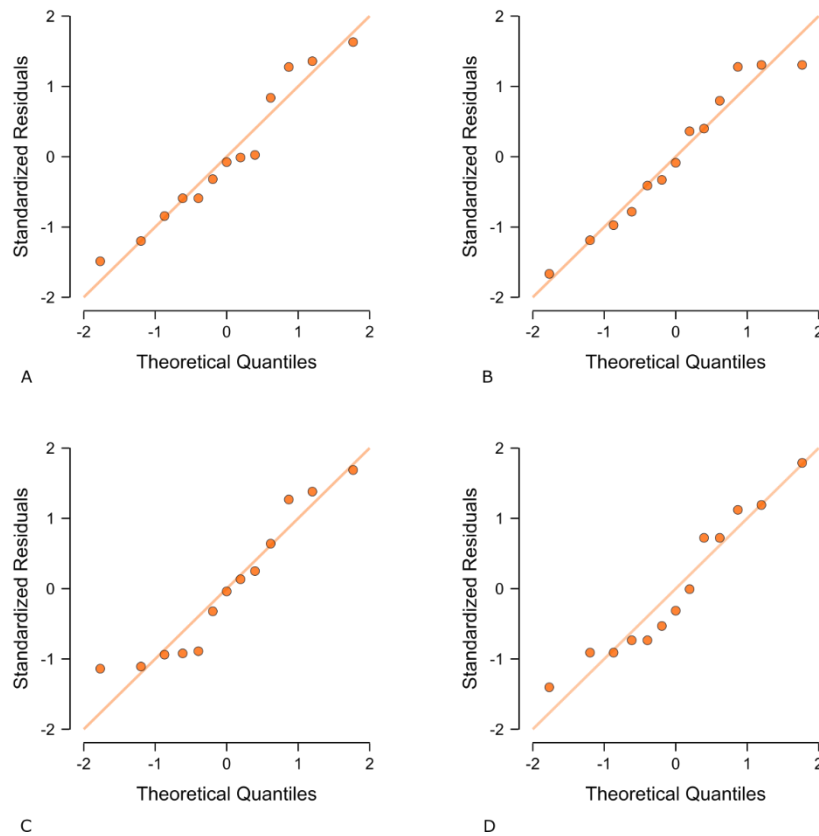 2
1
0
-1
-2
Standardized Residuals
-2 -1 0 1 2
Theoretical Quantiles
A
2
1
0
-1
-2
Standardized Residuals
-2 -1 0 1 2
Theoretical Quantiles
B
2
1
0
-1
-2
Standardized Residuals
-2 -1 0 1 2
Theoretical Quantiles
C
2
1
0
-1
-2
Standardized Residuals
-2 -1 0 1 2
Theoretical Quantiles
D